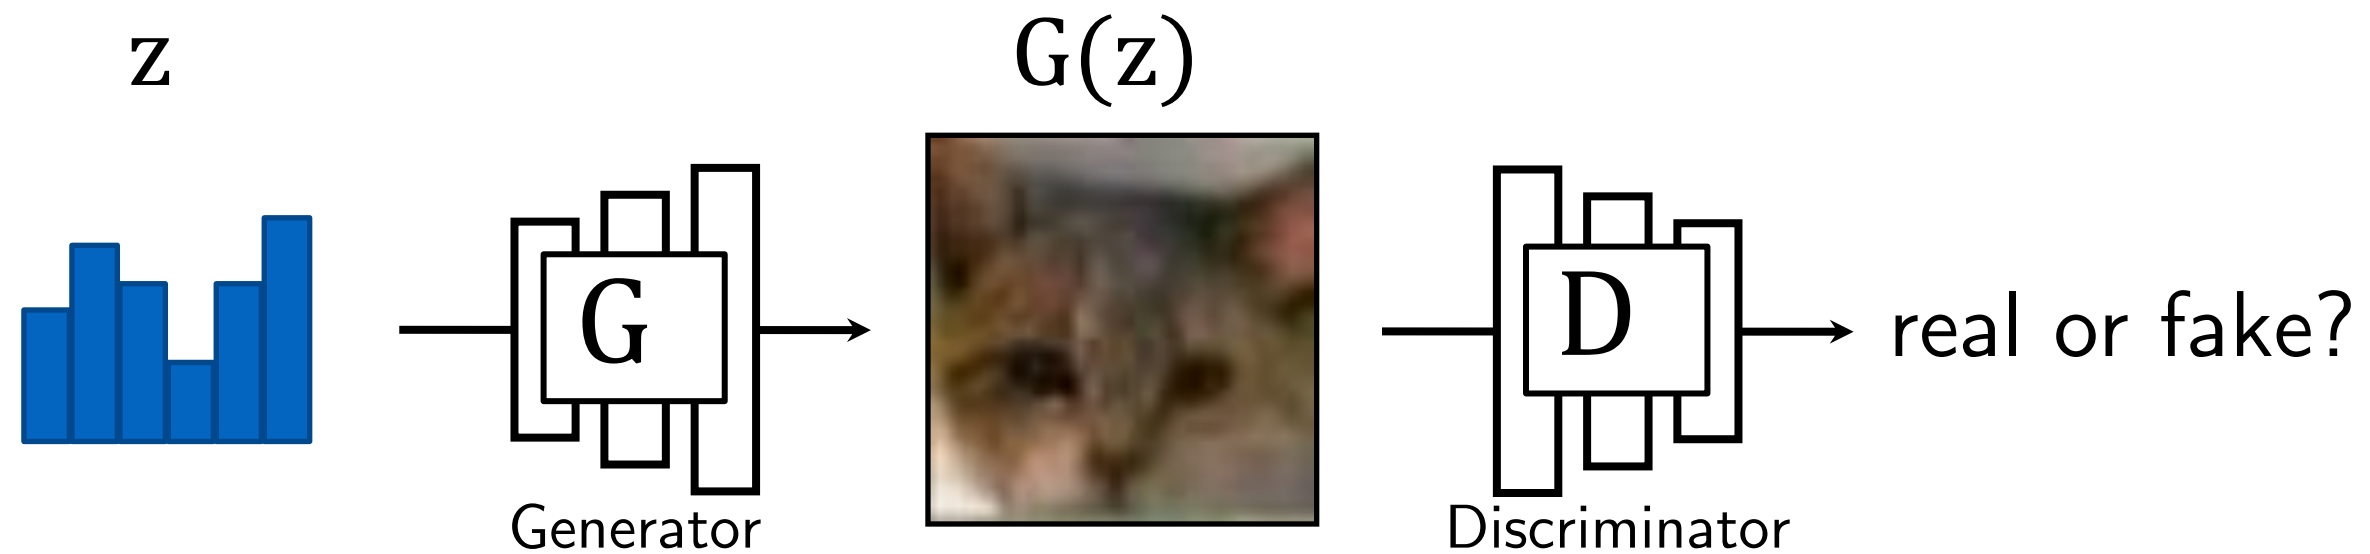 z
G(z)
G
D
real or fake?
Generator
Discriminator